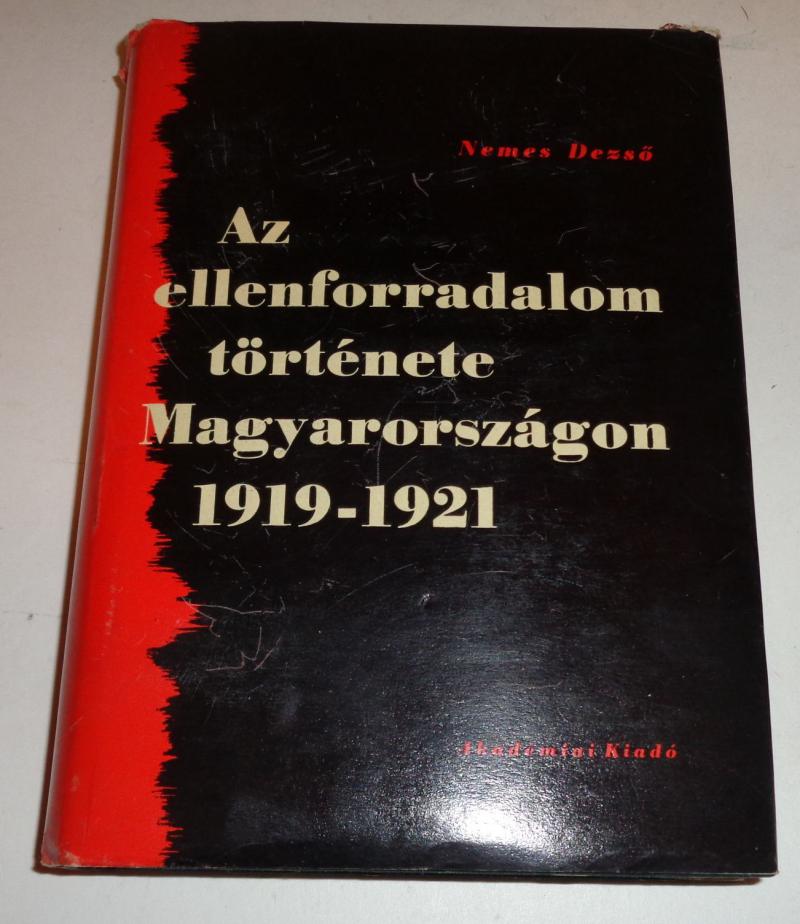 Nemes Dezső
Az
ellenforradalom
története
Magyarországon
1919-1921
Akadémiai Kiadó